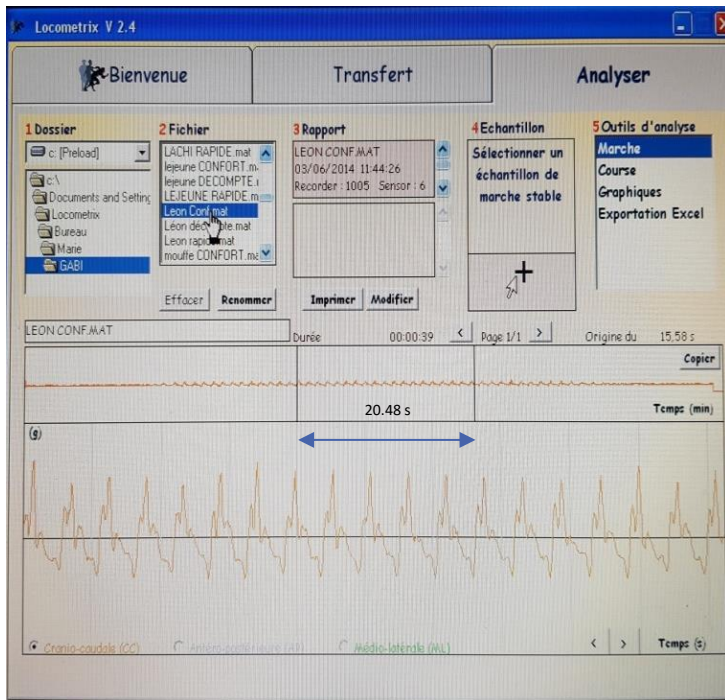 Locometrix V 2.4
Bienvenue
Transfert
Analyser
1 Dossier
c: [Preload]
c:\
Documents and Setting
Locometrix
Bureau
Marie
GABI
2 Fichier
LACHI RAPIDE.mat
lejeune CONFORT.m
lejeune DECOMPTE.r
LEJEUNE RAPIDE.m
Leon Conf.mat
Leon rapide.mat
mouffe CONFORT.ma
Effacer Renommer
3 Rapport
LEON CONF.MAT
03/06/2014 11:44:26
Recorder : 1005 Sensor : 6
Imprimer Modifier
4 Echantillon
Sélectionner un
échantillon de
marche stable
5 Outils d'analyse
Marche
Course
Graphiques
Exportation Excel
LEON CONF.MAT
Durée 00:00:39 < Page 1/1 > Origine du 15,58 s
Copier
20.48 s
Temps (min)
(g)
Cranio-caudale (CC) Antéro-postérieure (AP) Médio-latérale (ML) < > Temps (s)